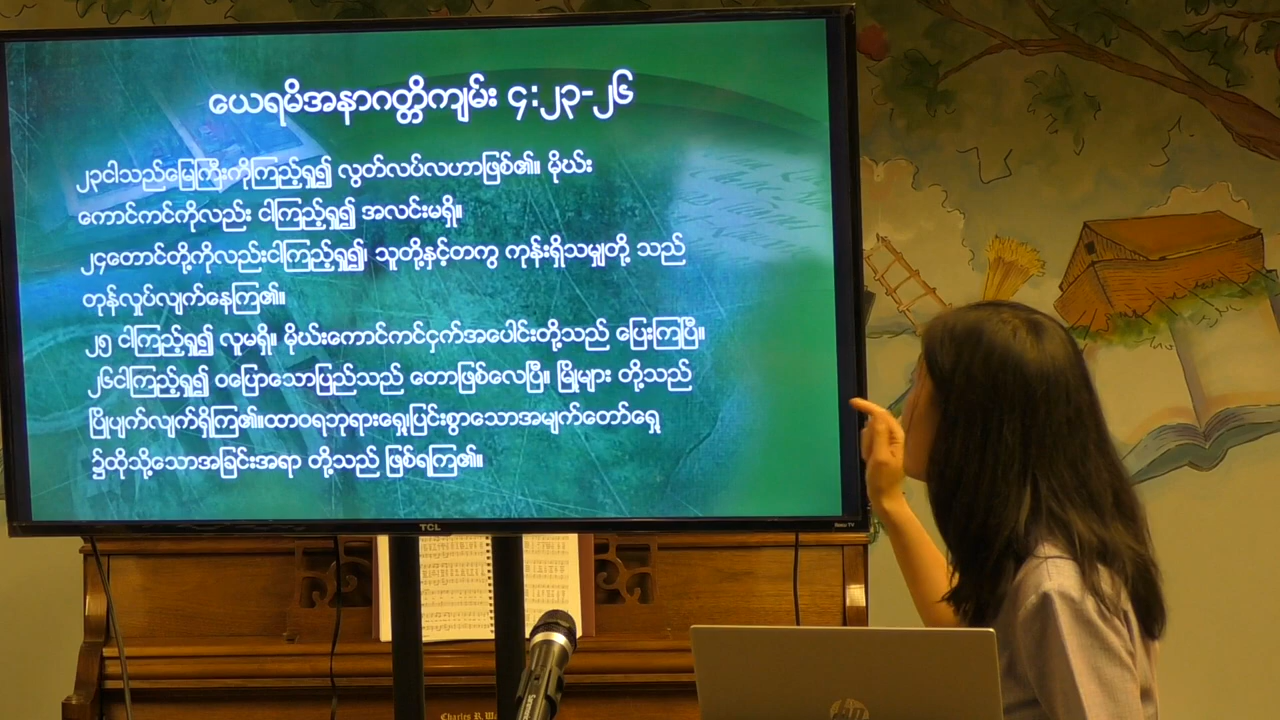 ယေရမိအနာဂတ္တိကျမ်း ၄:၂၃-၂၆
၂၃ငါသည်မြေကြီးကိုကြည့်ရှု၍ လွတ်လပ်လဟာဖြစ်၏။ မိုဃ်း
ကောင်ကင်ကိုလည်း ငါကြည့်ရှု၍ အလင်းမရှိ။
၂၄တောင်တို့ကိုလည်းငါကြည့်ရှု၍၊ သူတို့နှင့်တကွ ကုန်းရှိသမျှတို့ သည်
တုန်လှုပ်လျက်နေကြ၏။
၂၅ ငါကြည့်ရှု၍ လူမရှိ။ မိုဃ်းကောင်ကင်ငှက်အပေါင်းတို့သည် ပြေးကြပြီ။
၂၆ငါကြည့်ရှု၍ ဝပြောသောပြည်သည် တောဖြစ်လေပြီ။ မြို့များ တို့သည်
ပြိုပျက်လျက်ရှိကြ၏။ထာဝရဘုရားရှေ့ပြင်းစွာသောအမျက်တော်ရှေ့
၌ထိုသို့သောအခြင်းအရာ တို့သည် ဖြစ်ရကြ၏။
TCL
Roku TV
Charles R.
hp